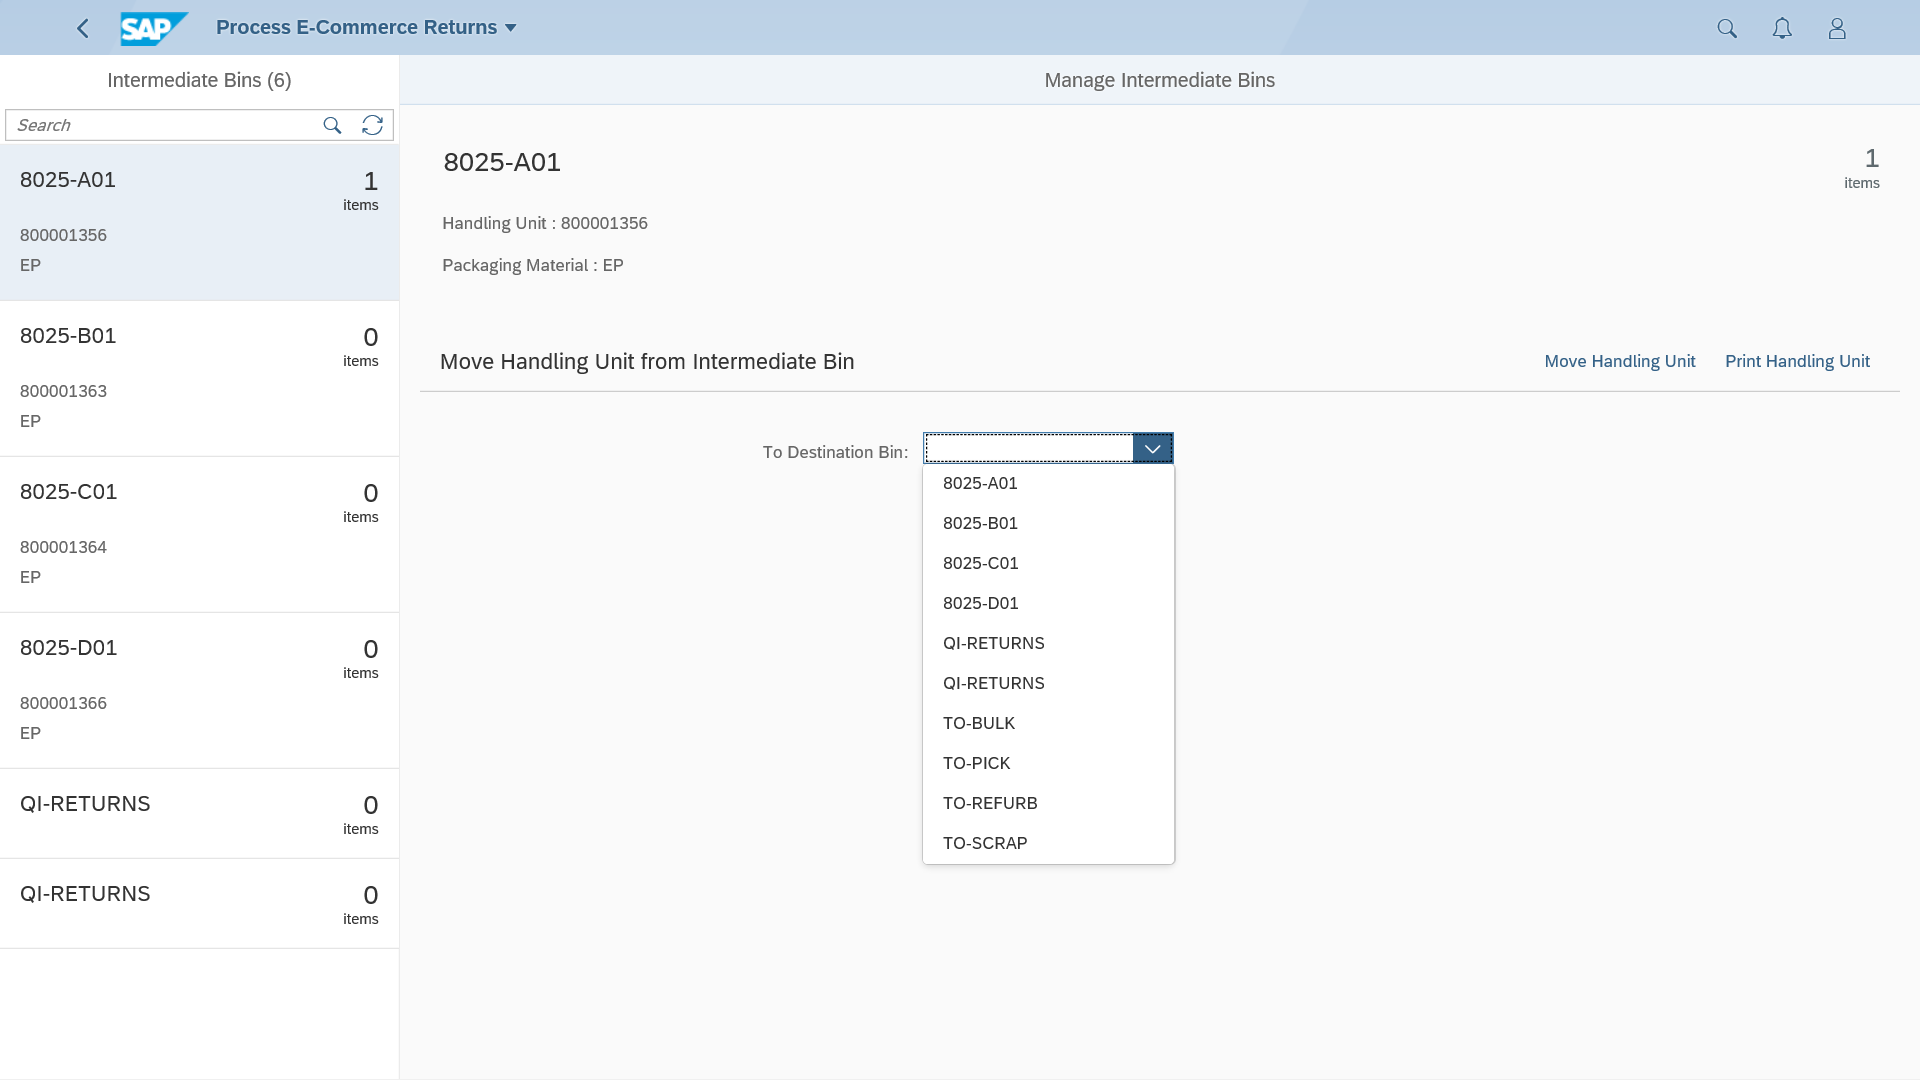 SAP Process E-Commerce Returns
Intermediate Bins (6)
Search
8025-A01
1
items
800001356
EP
8025-B01
0
items
800001363
EP
8025-C01
0
items
800001364
EP
8025-D01
0
items
800001366
EP
QI-RETURNS
0
items
QI-RETURNS
0
items
Manage Intermediate Bins
8025-A01
1
items
Handling Unit : 800001356
Packaging Material : EP
Move Handling Unit from Intermediate Bin
Move Handling Unit Print Handling Unit
To Destination Bin:
8025-A01
8025-B01
8025-C01
8025-D01
QI-RETURNS
QI-RETURNS
TO-BULK
TO-PICK
TO-REFURB
TO-SCRAP